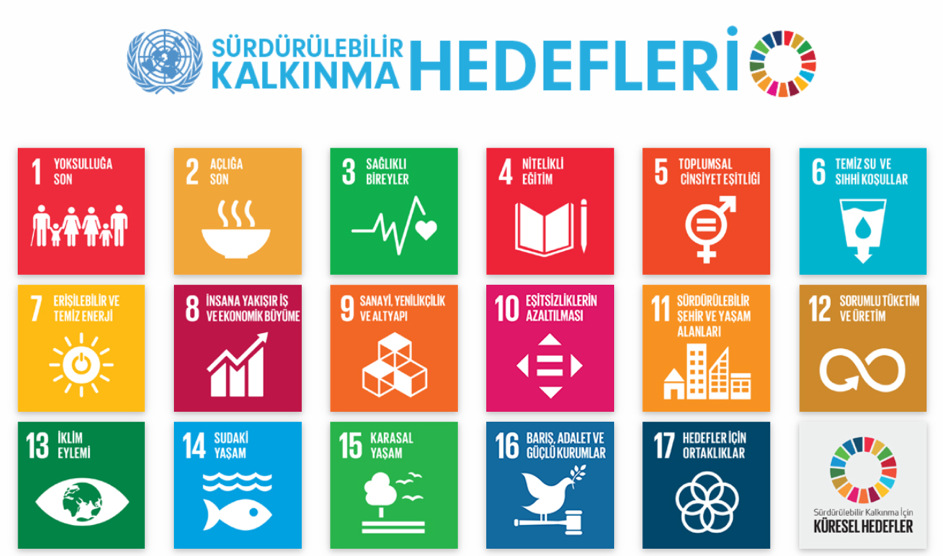 SÜRDÜRÜLEBİLİR
KALKINMA HEDEFLERİ
1 YOKSULLUĞA
SON
2 AÇLIĞA
SON
3 SAĞLIKLI
BİREYLER
4 NİTELİKLİ
EĞİTİM
5 TOPLUMSAL
CİNSİYET EŞİTLİĞİ
6 TEMİZ SU VE
SIHHİ KOŞULLAR
7 ERİŞİLEBİLİR VE
TEMİZ ENERJİ
8 İNSANA YAKIŞIR İŞ
VE EKONOMİK BÜYÜME
9 SANAYİ, YENİLİKÇİLİK
VE ALTYAPI
10 EŞİTSİZLİKLERİN
AZALTILMASI
11 SÜRDÜRÜLEBİLİR
ŞEHİR VE YAŞAM
ALANLARI
12 SORUMLU TÜKETİM
VE ÜRETİM
13 İKLİM
EYLEMİ
14 SUDAKİ
YAŞAM
15 KARASAL
YAŞAM
16 BARIŞ, ADALET VE
GÜÇLÜ KURUMLAR
17 HEDEFLER İÇİN
ORTAKLIKLAR
Sürdürülebilir Kalkınma İçin
KÜRESEL HEDEFLER